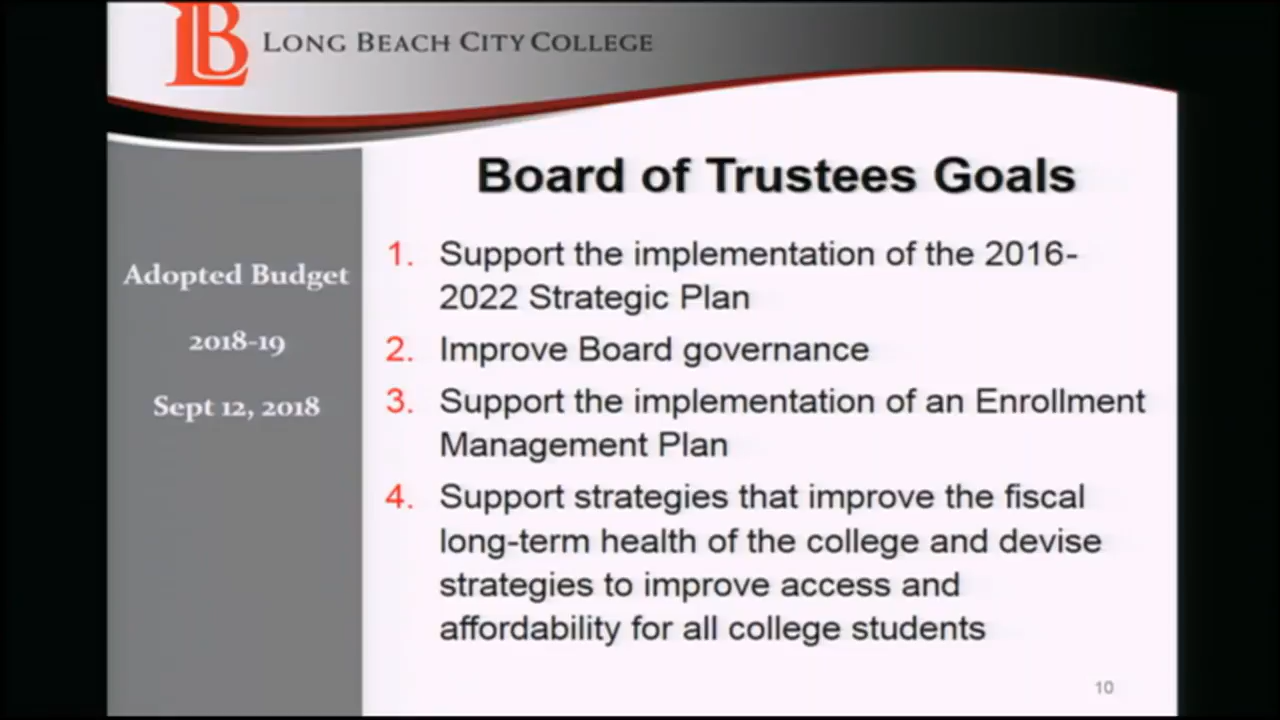 LB LONG BEACH CITY COLLEGE
Board of Trustees Goals
Adopted Budget
2018-19
Sept 12, 2018
1. Support the implementation of the 2016-
2022 Strategic Plan
2. Improve Board governance
3. Support the implementation of an Enrollment
Management Plan
4. Support strategies that improve the fiscal
long-term health of the college and devise
strategies to improve access and
affordability for all college students
10